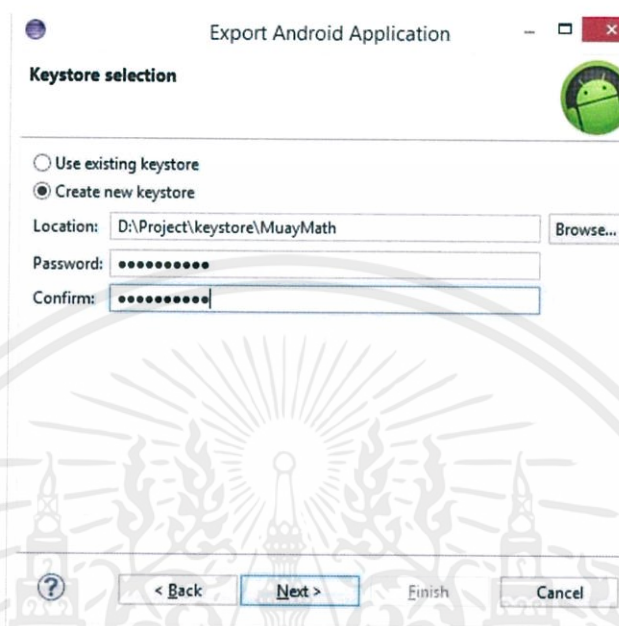 Export Android Application
Keystore selection
Use existing keystore
Create new keystore
Location: D:\Project\keystore\MuayMath Browse...
Password: ••••••••••
Confirm: ••••••••••
< Back Next > Finish Cancel